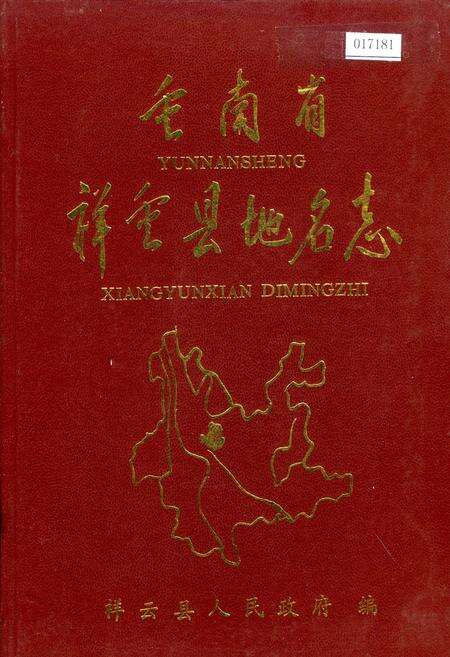 017181
云南省
YUNNANSHENG
祥云县地名志
XIANGYUNXIAN DIMINGZHI
祥云县人民政府 编